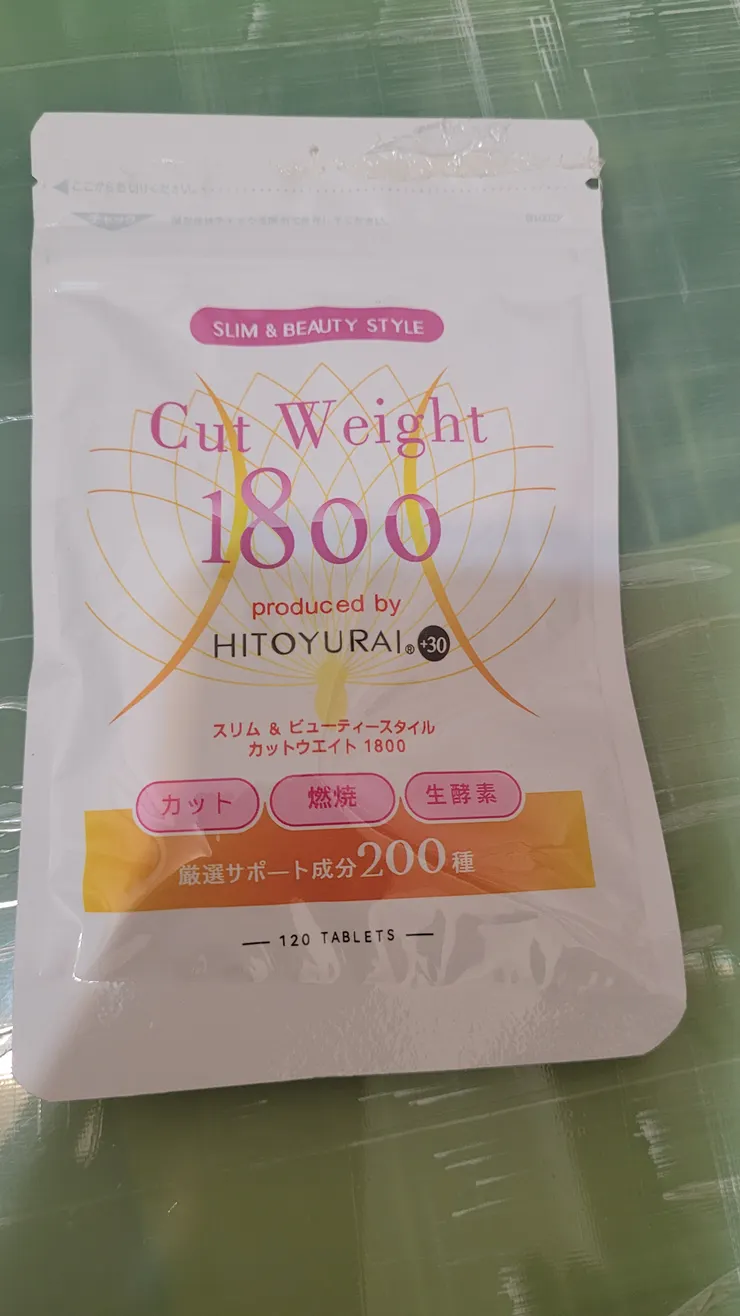 SLIM & BEAUTY STYLE
Cut Weight
1800
produced by
HITOYURAI® +30
スリム & ビューティースタイル
カットウエイト 1800
カット 燃焼 生酵素
厳選サポート成分200種
120 TABLETS